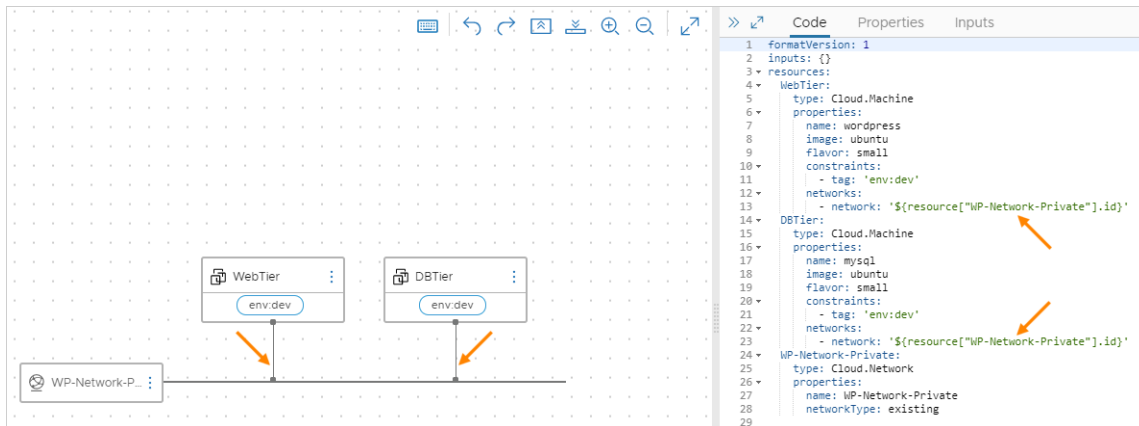 WebTier
env:dev
DBTier
env:dev
WP-Network-P...
Code Properties Inputs
1 formatVersion: 1
2 inputs: {}
3 resources:
4 WebTier:
5 type: Cloud.Machine
6 properties:
7 name: wordpress
8 image: ubuntu
9 flavor: small
10 constraints:
11 - tag: 'env:dev'
12 networks:
13 - network: '${resource["WP-Network-Private"].id}'
14 DBTier:
15 type: Cloud.Machine
16 properties:
17 name: mysql
18 image: ubuntu
19 flavor: small
20 constraints:
21 - tag: 'env:dev'
22 networks:
23 - network: '${resource["WP-Network-Private"].id}'
24 WP-Network-Private:
25 type: Cloud.Network
26 properties:
27 name: WP-Network-Private
28 networkType: existing
29